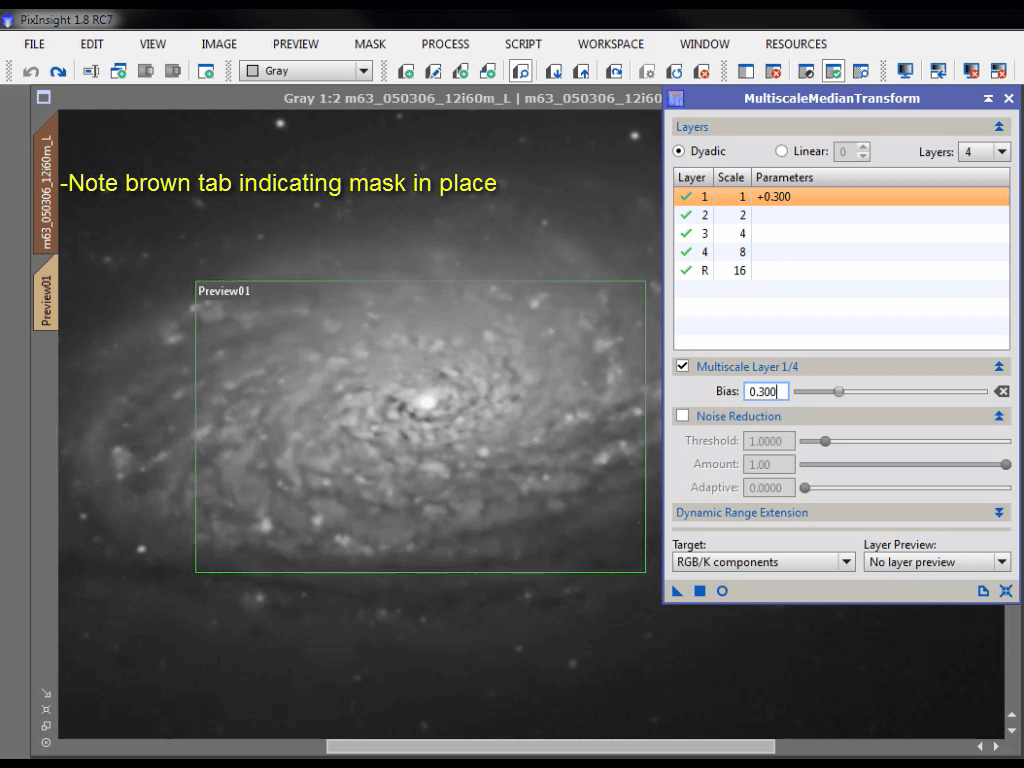 PixInsight 1.8 RC7
FILE EDIT VIEW IMAGE PREVIEW MASK PROCESS SCRIPT WORKSPACE WINDOW RESOURCES
Gray
Gray 1:2 m63_050306_12i60m_L | m63_050306_12i60
m63_050306_12i60m_L
Preview01
-Note brown tab indicating mask in place
Preview01
MultiscaleMedianTransform
Layers
Dyadic Linear: 0 Layers: 4
Layer Scale Parameters
1 1 +0.300
2 2
3 4
4 8
R 16
Multiscale Layer 1/4
Bias: 0.300
Noise Reduction
Threshold: 1.0000
Amount: 1.00
Adaptive: 0.0000
Dynamic Range Extension
Target: Layer Preview:
RGB/K components No layer preview